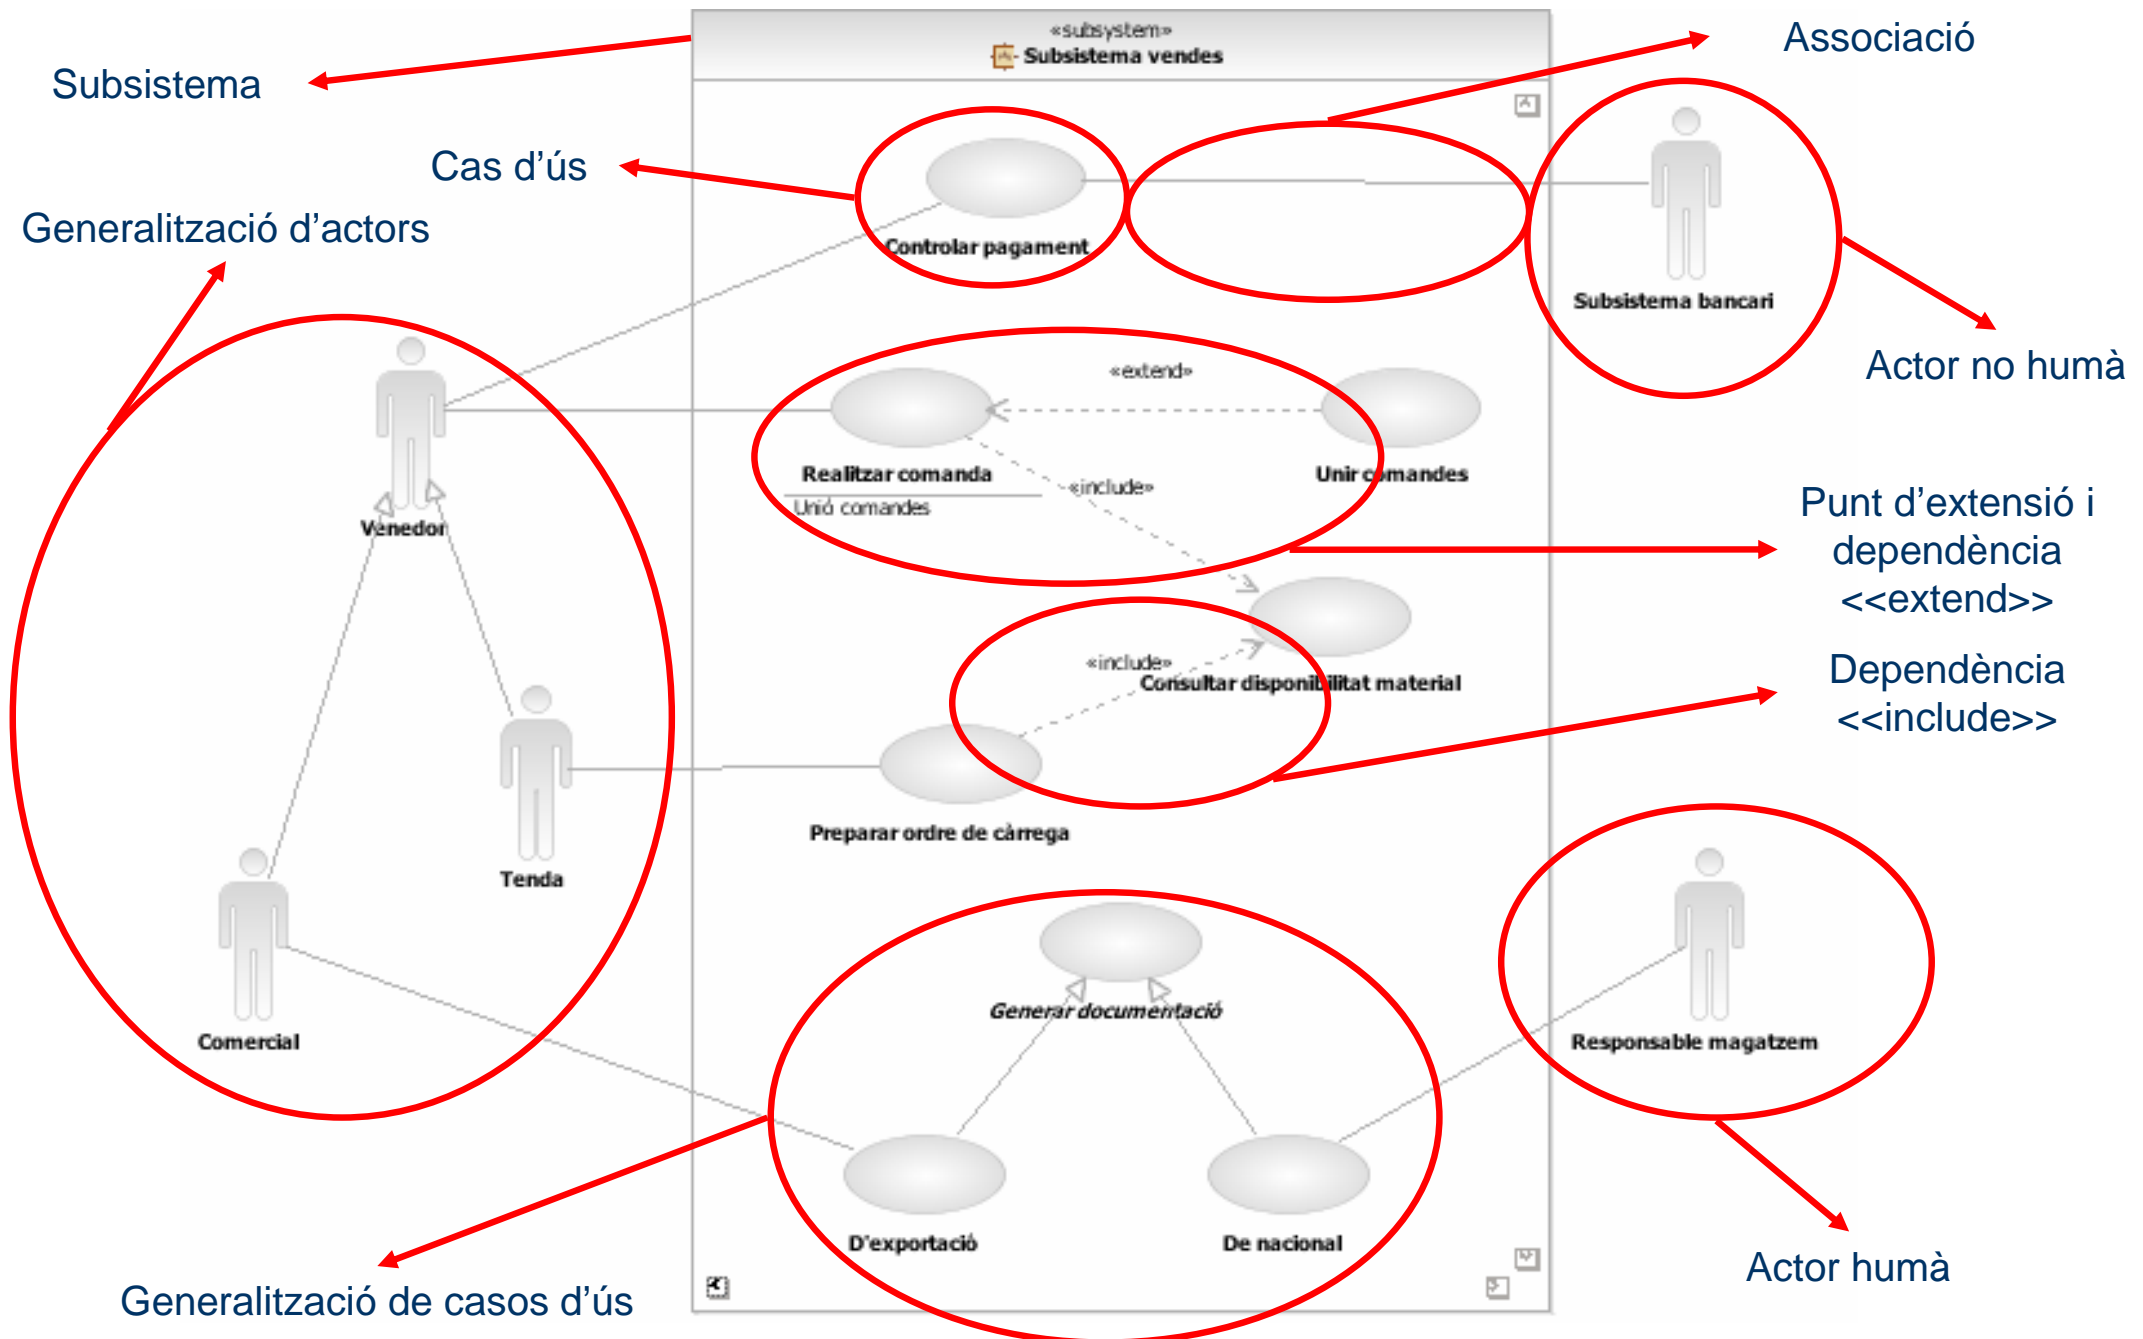 «subsystem»
Subsistema vendes
Associació
Subsistema
Cas d'ús
Generalització d'actors
Controlar pagament
Subsistema bancari
Actor no humà
«extend»
Realitzar comanda
Unir comandes
«include»
Unió comandes
Venedor
Punt d'extensió i
dependència
<<extend>>
«include»
Consultar disponibilitat material
Dependència
<<include>>
Preparar ordre de càrrega
Tenda
Generar documentació
Comercial
Responsable magatzem
D'exportació
De nacional
Actor humà
Generalització de casos d'ús